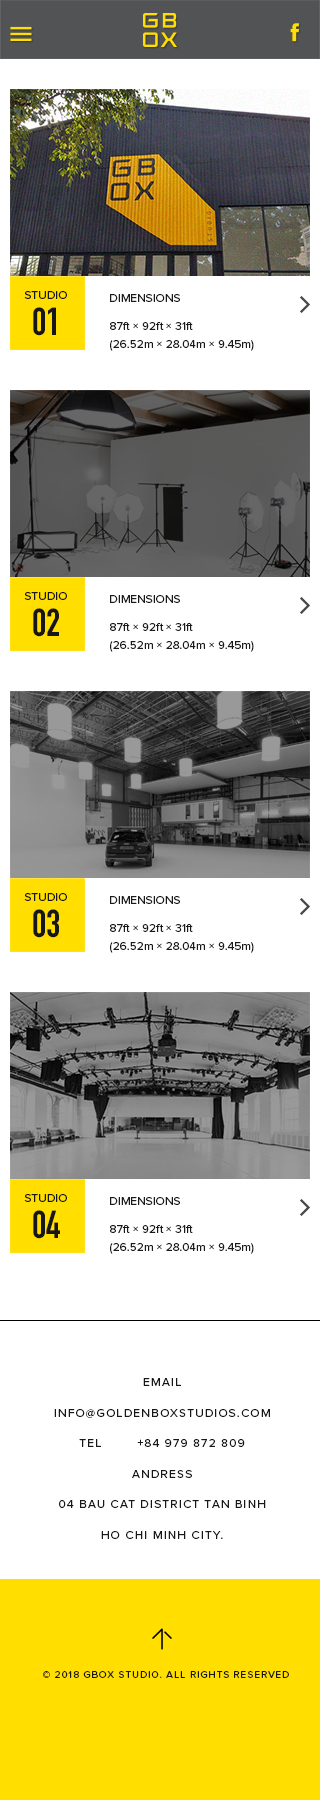 GB
OX
f
GB
OX
STUDIO
01
DIMENSIONS
87ft × 92ft × 31ft
(26.52m × 28.04m × 9.45m)
STUDIO
02
DIMENSIONS
87ft × 92ft × 31ft
(26.52m × 28.04m × 9.45m)
STUDIO
03
DIMENSIONS
87ft × 92ft × 31ft
(26.52m × 28.04m × 9.45m)
STUDIO
04
DIMENSIONS
87ft × 92ft × 31ft
(26.52m × 28.04m × 9.45m)
EMAIL
INFO@GOLDENBOXSTUDIOS.COM
TEL +84 979 872 809
ANDRESS
04 BAU CAT DISTRICT TAN BINH
HO CHI MINH CITY.
© 2018 GBOX STUDIO. ALL RIGHTS RESERVED